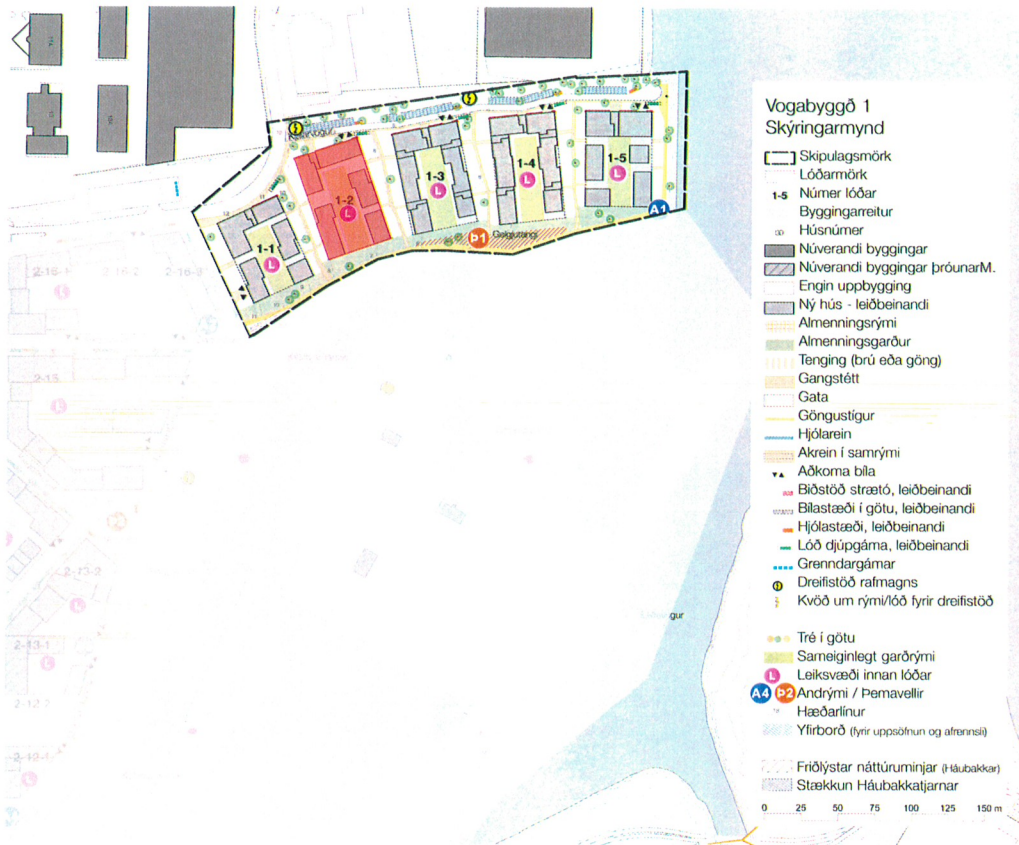 Vogabyggð 1
Skýringarmynd
Skipulagsmörk
Lóðarmörk
1-5 Númer lóðar
Byggingarreitur
Húsnúmer
Núverandi byggingar
Núverandi byggingar þróunarM.
Engin uppbygging
Ný hús - leiðbeinandi
Almenningsrými
Almenningsgarður
Tenging (brú eða göng)
Gangstétt
Gata
Göngustígur
Hjólarein
Akrein í samrými
Aðkoma bíla
Biðstöð strætó, leiðbeinandi
Bílastæði í götu, leiðbeinandi
Hjólastæði, leiðbeinandi
Lóð djúpgáma, leiðbeinandi
Grenndargámar
Dreifistöð rafmagns
Kvöð um rými/lóð fyrir dreifistöð
Tré í götu
Sameiginlegt garðrými
L Leiksvæði innan lóðar
A4 Þ2 Andrými / Þemavellir
Hæðarlínur
Yfirborð (fyrir uppsöfnun og afrennsli)
Friðlýstar náttúruminjar (Háubakkar)
Stækkun Háubakkatjarnar
0 25 50 75 100 125 150 m
1-5
L
1-4
L
1-3
L
1-2
L
1-1
L
A1
Þ1
Gelgjutangi
2-16-1
2-16-2
2-16-3
L
2-15
L
2-13-2
L
2-13-1
L
2-12-2
2-12-1
L
gur